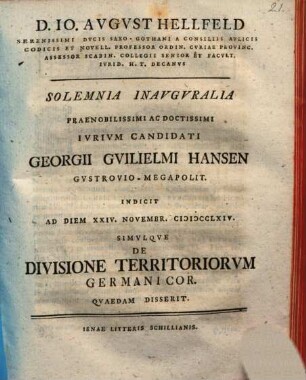 21.
D. IO. AVGVST HELLFELD
SERENISSIMI DVCIS SAXO-GOTHANI A CONSILIIS AVLICIS
CODICIS ET NOVELL. PROFESSOR ORDIN. CVRIAE PROVINC.
ASSESSOR SCABIN. COLLEGII SENIOR ET FACVLT.
IVRID. H. T. DECANVS
SOLEMNIA INAVGVRALIA
PRAENOBILISSIMI AC DOCTISSIMI
IVRIVM CANDIDATI
GEORGII GVILIELMI HANSEN
GVSTROVIO-MEGAPOLIT.
INDICIT
AD DIEM XXIV. NOVEMBR. CIↃIↃCCLXIV.
SIMVLQVE
DE
DIVISIONE TERRITORIORVM
GERMANICOR.
QVAEDAM DISSERIT.
IENAE LITTERIS SCHILLIANIS.